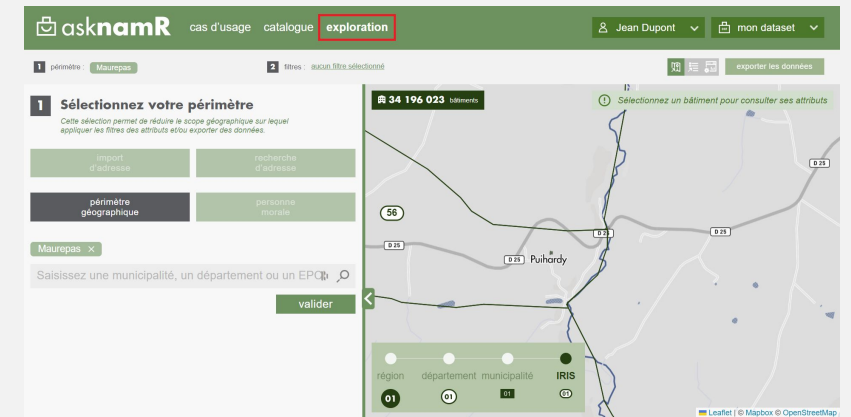 asknamR cas d'usage catalogue exploration Jean Dupont mon dataset
1 périmètre : Maurepas 2 filtres : aucun filtre sélectionné exporter les données
1 Sélectionnez votre périmètre
Cette sélection permet de réduire le scope géographique sur lequel
appliquer les filtres des attributs et/ou exporter des données.
import
d'adresse
recherche
d'adresse
périmètre
géographique
personne
morale
Maurepas ×
Saisissez une municipalité, un département ou un EPCI
valider
34 196 023 bâtiments
Sélectionnez un bâtiment pour consulter ses attributs
D 25
56
D 25
D 25
D 25
D 25 Puihardy
région département municipalité IRIS
01 01 01 01
Leaflet | © Mapbox © OpenStreetMap